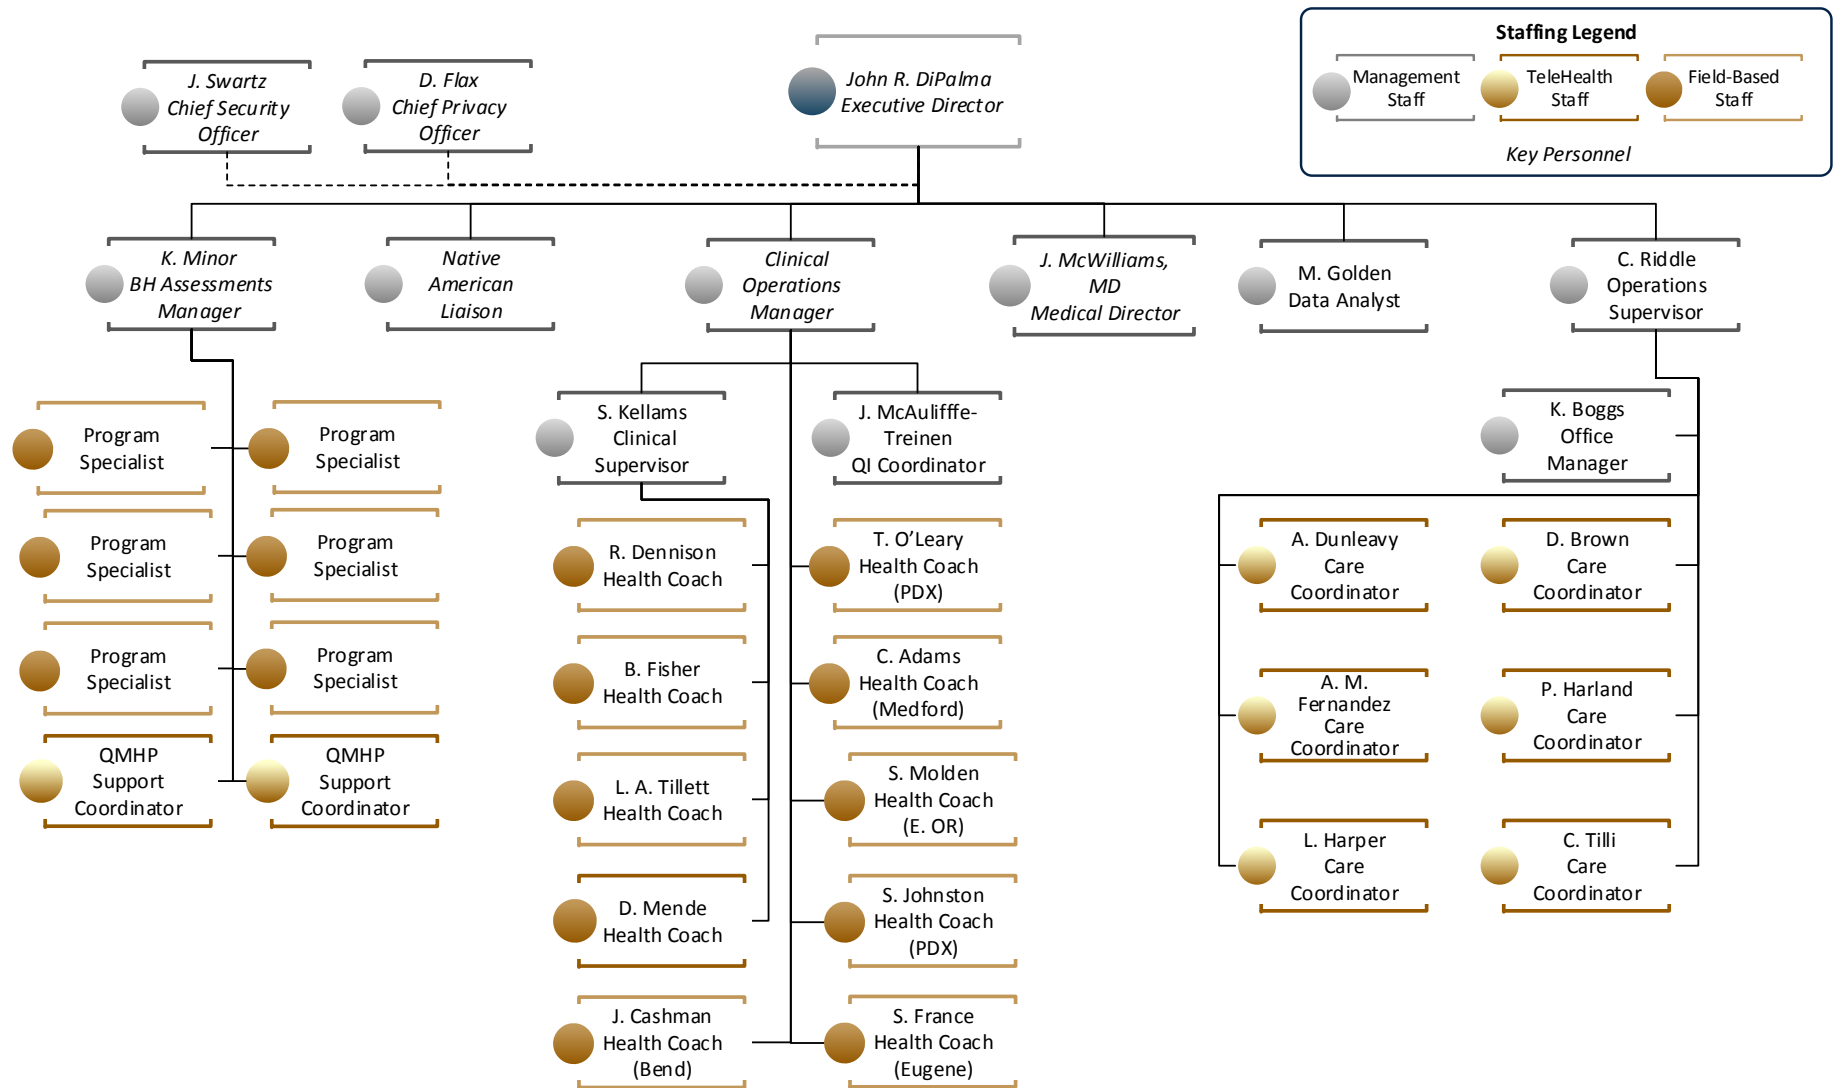 Staffing Legend
Management
Staff
TeleHealth
Staff
Field-Based
Staff
Key Personnel
J. Swartz
Chief Security
Officer
D. Flax
Chief Privacy
Officer
John R. DiPalma
Executive Director
K. Minor
BH Assessments
Manager
Native
American
Liaison
Clinical
Operations
Manager
J. McWilliams,
MD
Medical Director
M. Golden
Data Analyst
C. Riddle
Operations
Supervisor
Program
Specialist
Program
Specialist
Program
Specialist
Program
Specialist
Program
Specialist
Program
Specialist
QMHP
Support
Coordinator
QMHP
Support
Coordinator
S. Kellams
Clinical
Supervisor
J. McAulifffe-
Treinen
QI Coordinator
R. Dennison
Health Coach
T. O’Leary
Health Coach
(PDX)
B. Fisher
Health Coach
C. Adams
Health Coach
(Medford)
L. A. Tillett
Health Coach
S. Molden
Health Coach
(E. OR)
D. Mende
Health Coach
S. Johnston
Health Coach
(PDX)
J. Cashman
Health Coach
(Bend)
S. France
Health Coach
(Eugene)
K. Boggs
Office
Manager
A. Dunleavy
Care
Coordinator
D. Brown
Care
Coordinator
A. M.
Fernandez
Care
Coordinator
P. Harland
Care
Coordinator
L. Harper
Care
Coordinator
C. Tilli
Care
Coordinator